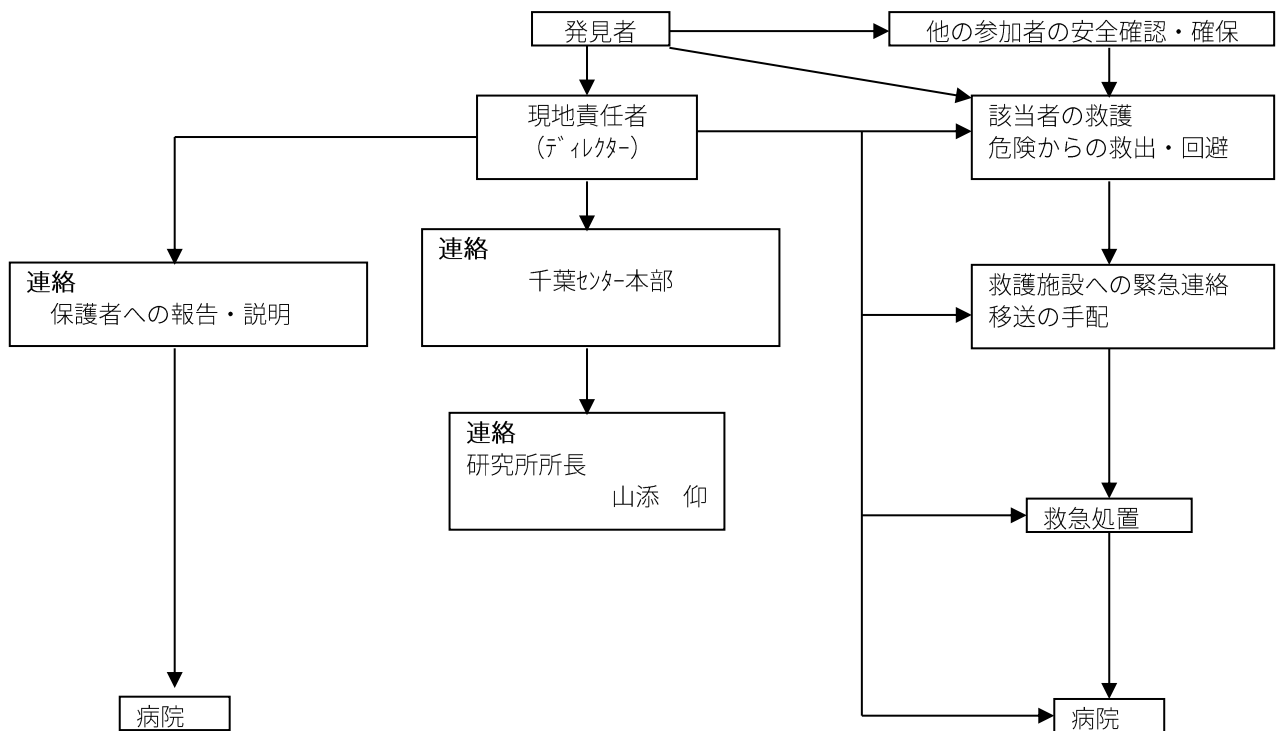 発見者
他の参加者の安全確認・確保
現地責任者
(ﾃﾞｨﾚｸﾀｰ)
該当者の救護
危険からの救出・回避
連絡
千葉ｾﾝﾀｰ本部
連絡
保護者への報告・説明
救護施設への緊急連絡
移送の手配
連絡
研究所所長
山添　仰
救急処置
病院
病院